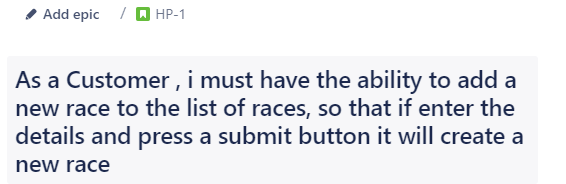 Add epic / HP-1
As a Customer , i must have the ability to add a
new race to the list of races, so that if enter the
details and press a submit button it will create a
new race